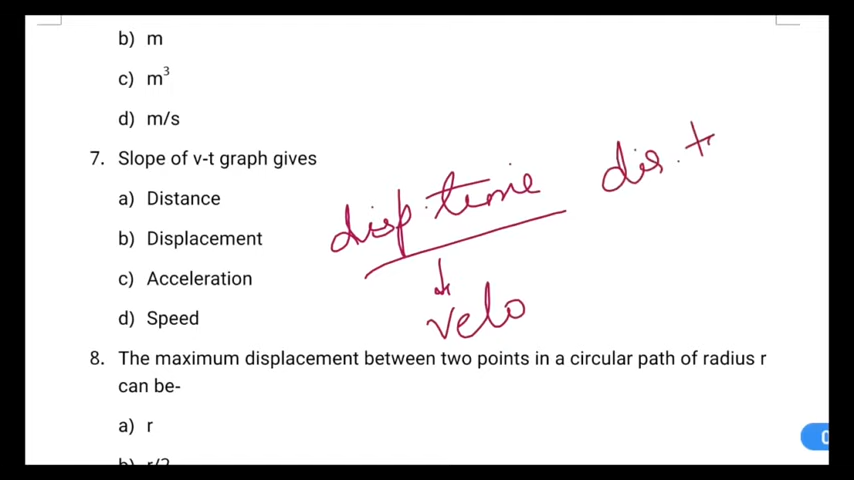 b) m
c) m³
d) m/s
7. Slope of v-t graph gives
a) Distance
b) Displacement
c) Acceleration
d) Speed
disp. time
dis. t
velo
8. The maximum displacement between two points in a circular path of radius r
can be-
a) r
b) r/2